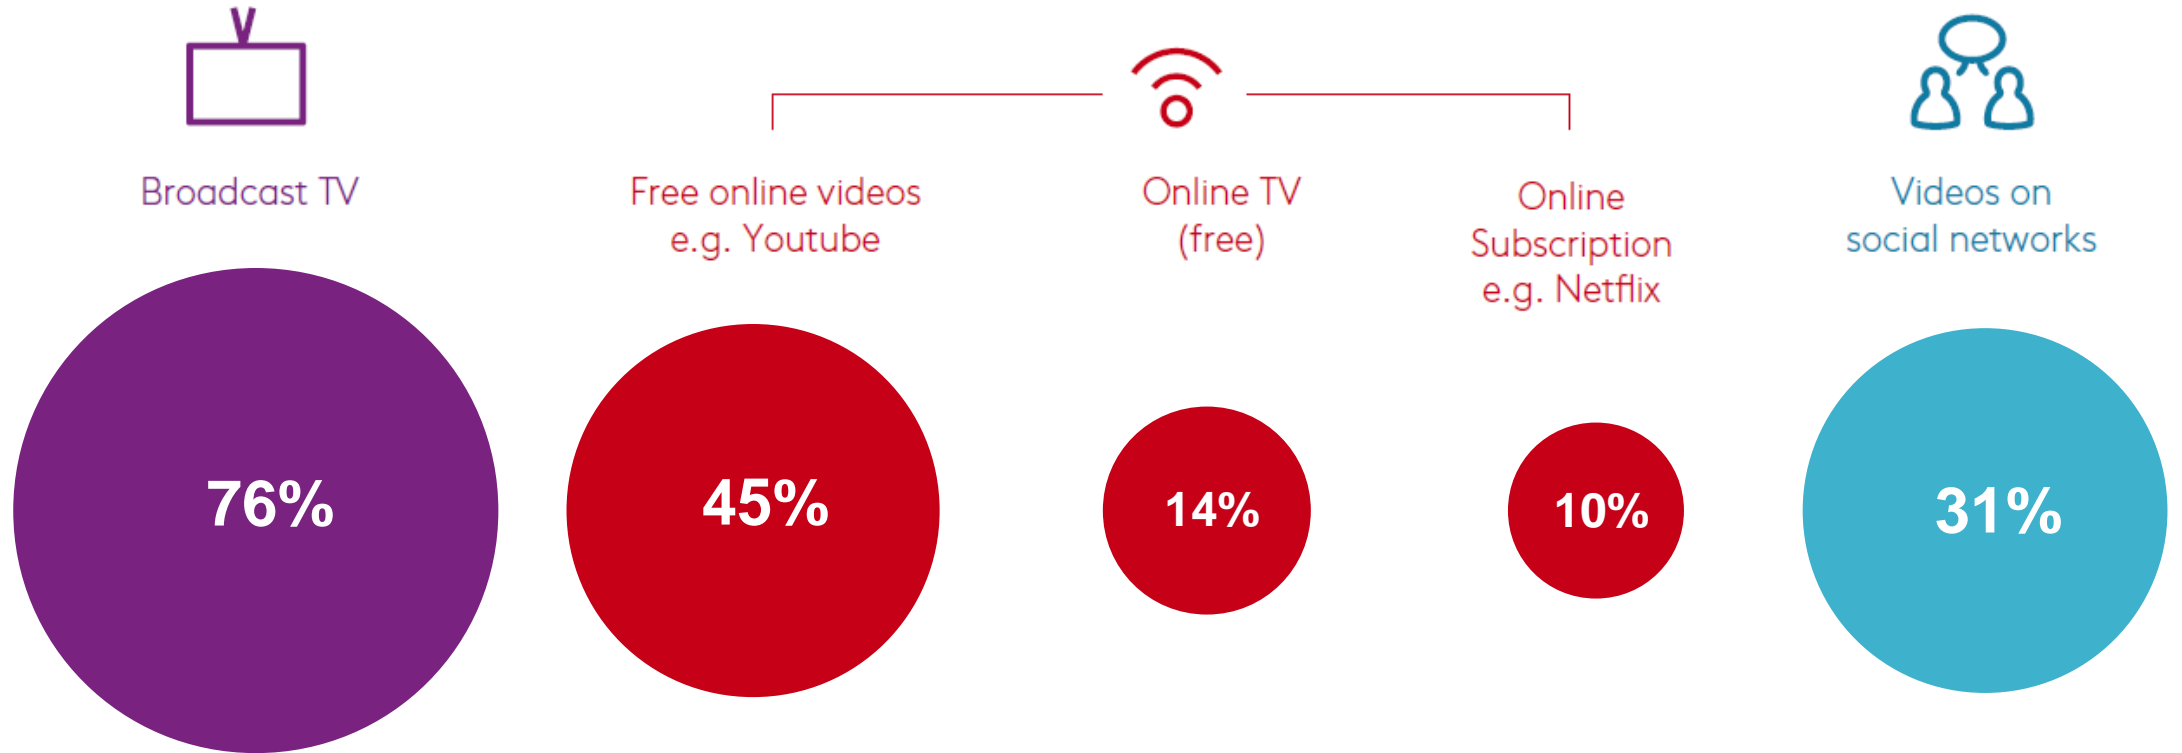 Broadcast TV
Free online videos
e.g. Youtube
Online TV
(free)
Online
Subscription
e.g. Netflix
Videos on
social networks
76%
45%
14%
10%
31%